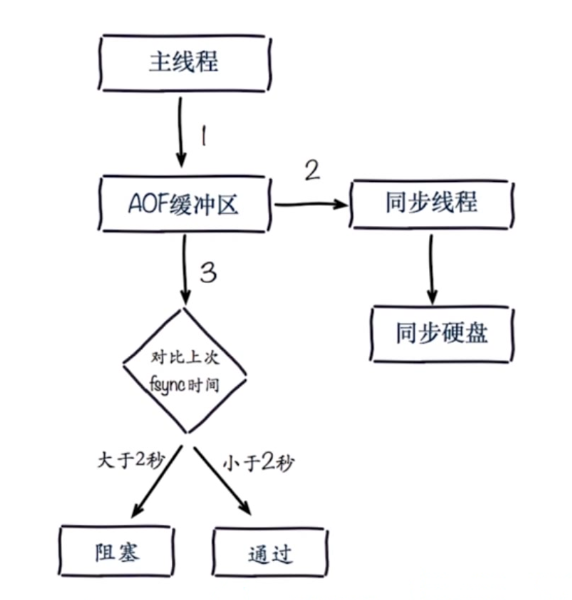 主线程
1
AOF缓冲区
2
同步线程
3
同步硬盘
对比上次
fsync时间
大于2秒
小于2秒
阻塞
通过